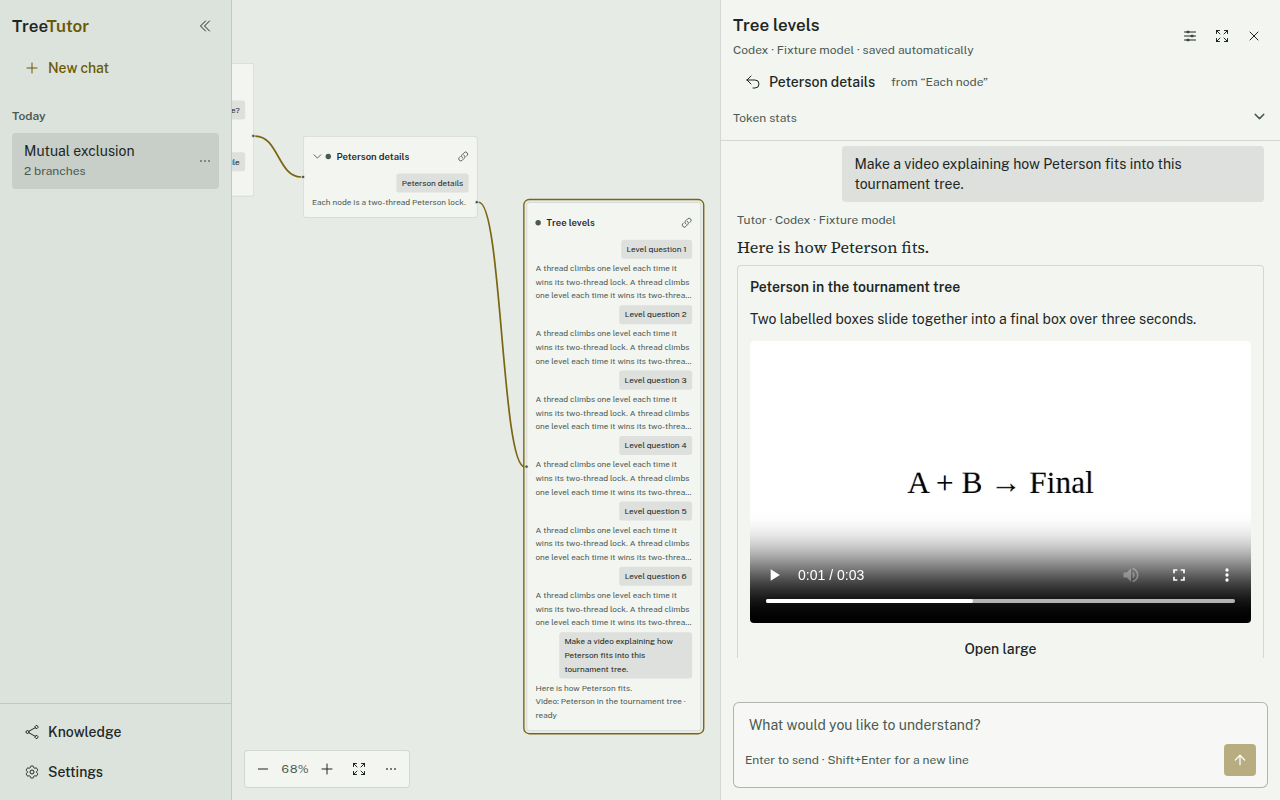 TreeTutor
New chat
Today
Mutual exclusion
2 branches
Knowledge
Settings
e?
le
Peterson details
Peterson details
Each node is a two-thread Peterson lock.
Tree levels
Level question 1
A thread climbs one level each time it
wins its two-thread lock. A thread climbs
one level each time it wins its two-threa...
Level question 2
A thread climbs one level each time it
wins its two-thread lock. A thread climbs
one level each time it wins its two-threa...
Level question 3
A thread climbs one level each time it
wins its two-thread lock. A thread climbs
one level each time it wins its two-threa...
Level question 4
A thread climbs one level each time it
wins its two-thread lock. A thread climbs
one level each time it wins its two-threa...
Level question 5
A thread climbs one level each time it
wins its two-thread lock. A thread climbs
one level each time it wins its two-threa...
Level question 6
A thread climbs one level each time it
wins its two-thread lock. A thread climbs
one level each time it wins its two-threa...
Make a video explaining how
Peterson fits into this
tournament tree.
Here is how Peterson fits.
Video: Peterson in the tournament tree ·
ready
68%
Tree levels
Codex · Fixture model · saved automatically
Peterson details from “Each node”
Token stats
Make a video explaining how Peterson fits into this
tournament tree.
Tutor · Codex · Fixture model
Here is how Peterson fits.
Peterson in the tournament tree
Two labelled boxes slide together into a final box over three seconds.
A + B → Final
0:01 / 0:03
Open large
What would you like to understand?
Enter to send · Shift+Enter for a new line